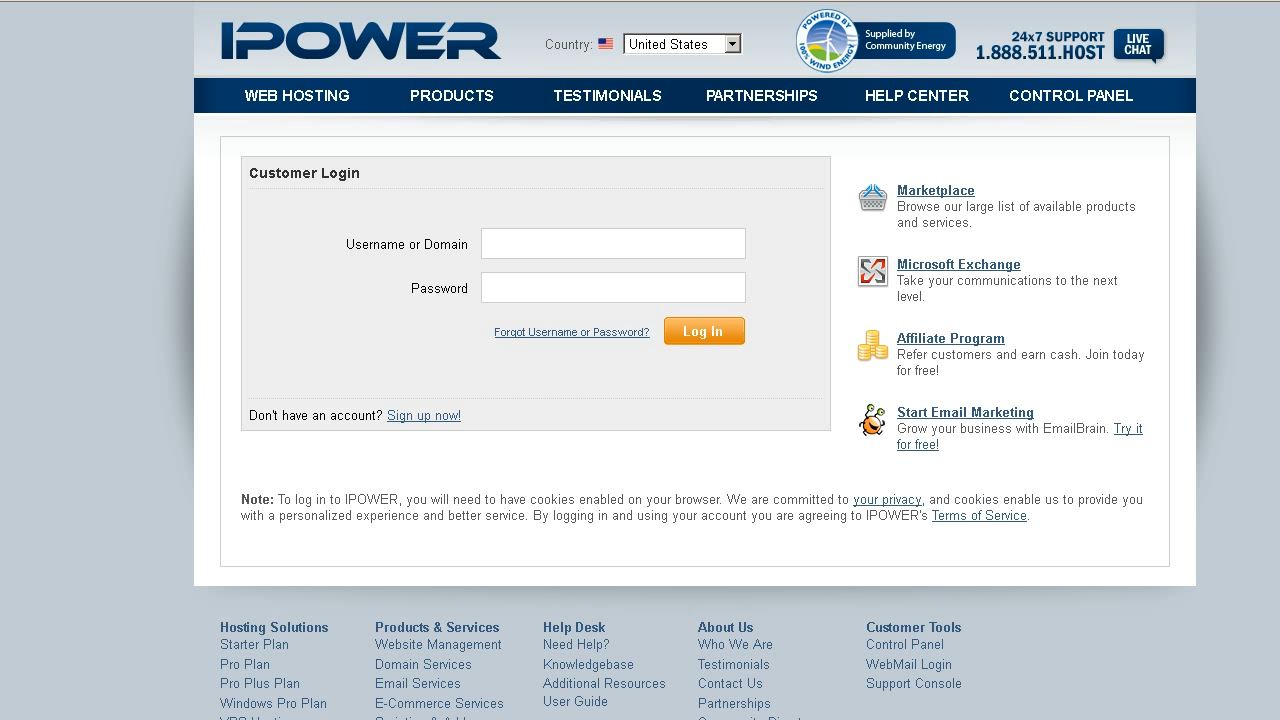 IPOWER
Country: United States
POWERED BY
100% WIND ENERGY
Supplied by
Community Energy
24x7 SUPPORT
1.888.511.HOST
LIVE
CHAT
WEB HOSTING PRODUCTS TESTIMONIALS PARTNERSHIPS HELP CENTER CONTROL PANEL
Customer Login
Username or Domain
Password
Forgot Username or Password? Log In
Don't have an account? Sign up now!
Marketplace
Browse our large list of available products
and services.
Microsoft Exchange
Take your communications to the next
level.
Affiliate Program
Refer customers and earn cash. Join today
for free!
Start Email Marketing
Grow your business with EmailBrain. Try it
for free!
Note: To log in to IPOWER, you will need to have cookies enabled on your browser. We are committed to your privacy, and cookies enable us to provide you
with a personalized experience and better service. By logging in and using your account you are agreeing to IPOWER's Terms of Service.
Hosting Solutions
Starter Plan
Pro Plan
Pro Plus Plan
Windows Pro Plan
Products & Services
Website Management
Domain Services
Email Services
E-Commerce Services
Help Desk
Need Help?
Knowledgebase
Additional Resources
User Guide
About Us
Who We Are
Testimonials
Contact Us
Partnerships
Customer Tools
Control Panel
WebMail Login
Support Console